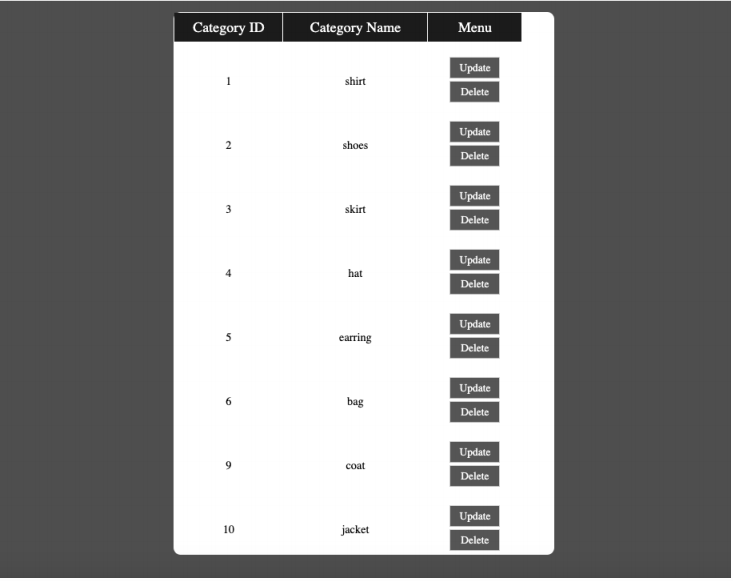 Category ID Category Name Menu
Update
1 shirt
Delete
Update
2 shoes
Delete
Update
3 skirt
Delete
Update
4 hat
Delete
Update
5 earring
Delete
Update
6 bag
Delete
Update
9 coat
Delete
Update
10 jacket
Delete